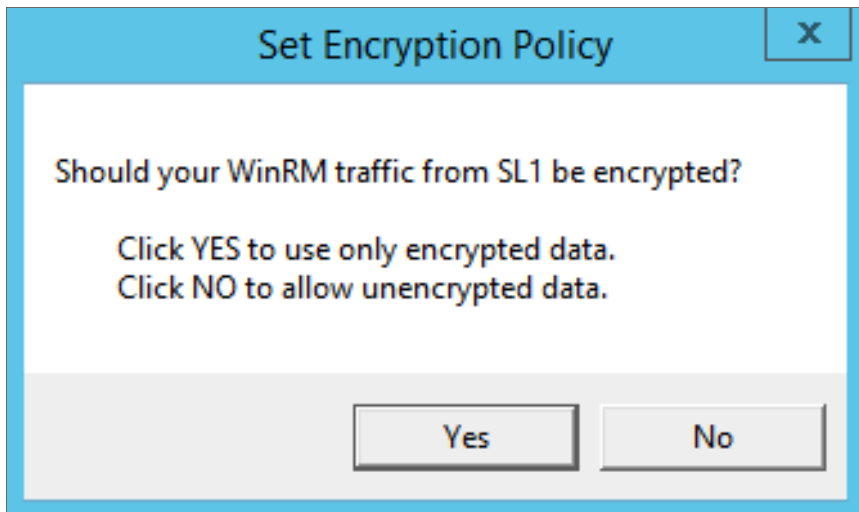 Set Encryption Policy
x
Should your WinRM traffic from SL1 be encrypted?
Click YES to use only encrypted data.
Click NO to allow unencrypted data.
Yes
No